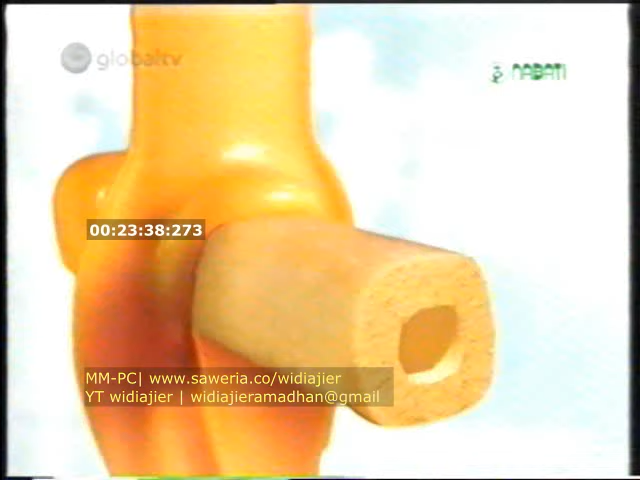 globaltv
NABATI
00:23:38:273
MM-PC| www.saweria.co/widiajier
YT widiajier | widiajieramadhan@gmail